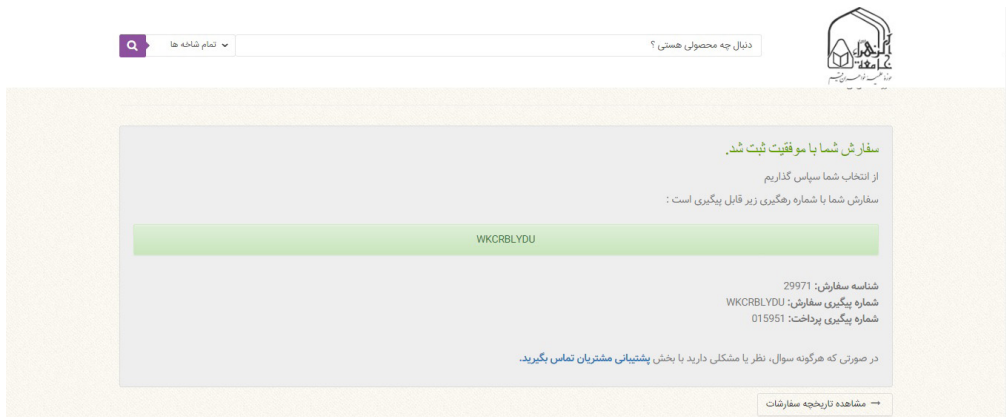 الزهراء
جامعة
دنبال چه محصولی هستی ؟
تمام شاخه ها
سفارش شما با موفقیت ثبت شد.
از انتخاب شما سپاس گذاریم
سفارش شما با شماره رهگیری زیر قابل پیگیری است :
WKCRBLYDU
شناسه سفارش: 29971
شماره پیگیری سفارش: WKCRBLYDU
شماره پیگیری پرداخت: 015951
در صورتی که هرگونه سوال، نظر یا مشکلی دارید با بخش پشتیبانی مشتریان تماس بگیرید.
مشاهده تاریخچه سفارشات